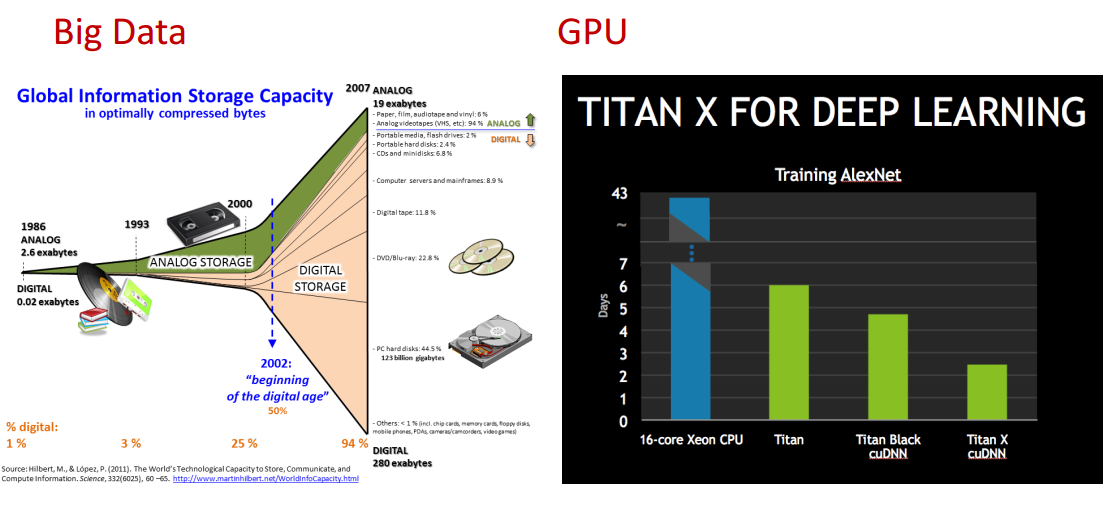 Big Data
Global Information Storage Capacity
in optimally compressed bytes
2007 ANALOG
19 exabytes
- Paper, film, audiotape and vinyl: 6 %
- Analog videotapes (VHS, etc): 94 % ANALOG
- Portable media, flash drives: 2 % DIGITAL
- Portable hard disks: 2.4 %
- CDs and minidisks: 6.8 %
- Computer servers and mainframes: 8.9 %
- Digital tape: 11.8 %
- DVD/Blu-ray: 22.8 %
- PC hard disks: 44.5 %
123 billion gigabytes
- Others: < 1 % (incl. chip cards, memory cards, floppy disks,
mobile phones, PDAs, cameras/camcorders, video games)
DIGITAL
280 exabytes
1986
ANALOG
2.6 exabytes
DIGITAL
0.02 exabytes
1993
2000
ANALOG STORAGE
DIGITAL
STORAGE
2002:
“beginning
of the digital age”
50%
% digital:
1 % 3 % 25 % 94 %
Source: Hilbert, M., & López, P. (2011). The World’s Technological Capacity to Store, Communicate, and
Compute Information. Science, 332(6025), 60 –65. http://www.martinhilbert.net/WorldInfoCapacity.html
GPU
TITAN X FOR DEEP LEARNING
Training AlexNet
Days
43
~
7
6
5
4
3
2
1
0
16-core Xeon CPU
Titan
Titan Black
cuDNN
Titan X
cuDNN